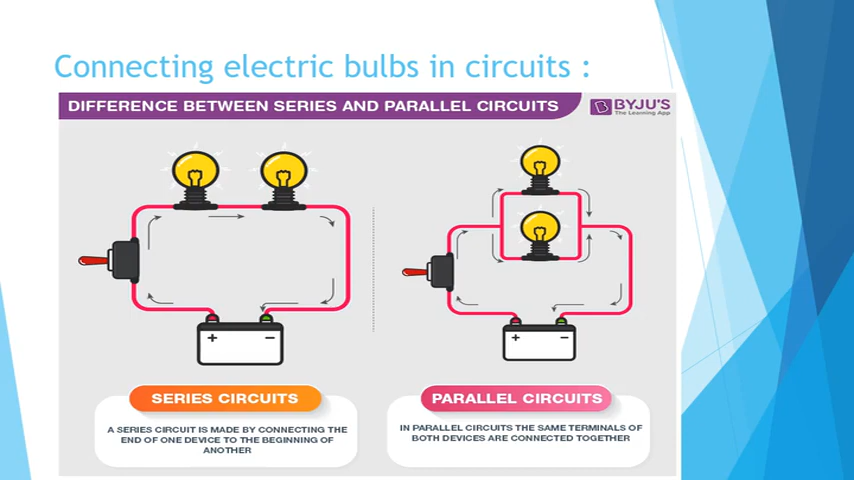 Connecting electric bulbs in circuits :
DIFFERENCE BETWEEN SERIES AND PARALLEL CIRCUITS
B BYJU'S
The Learning App
+ −
+ −
SERIES CIRCUITS
A SERIES CIRCUIT IS MADE BY CONNECTING THE
END OF ONE DEVICE TO THE BEGINNING OF
ANOTHER
PARALLEL CIRCUITS
IN PARALLEL CIRCUITS THE SAME TERMINALS OF
BOTH DEVICES ARE CONNECTED TOGETHER